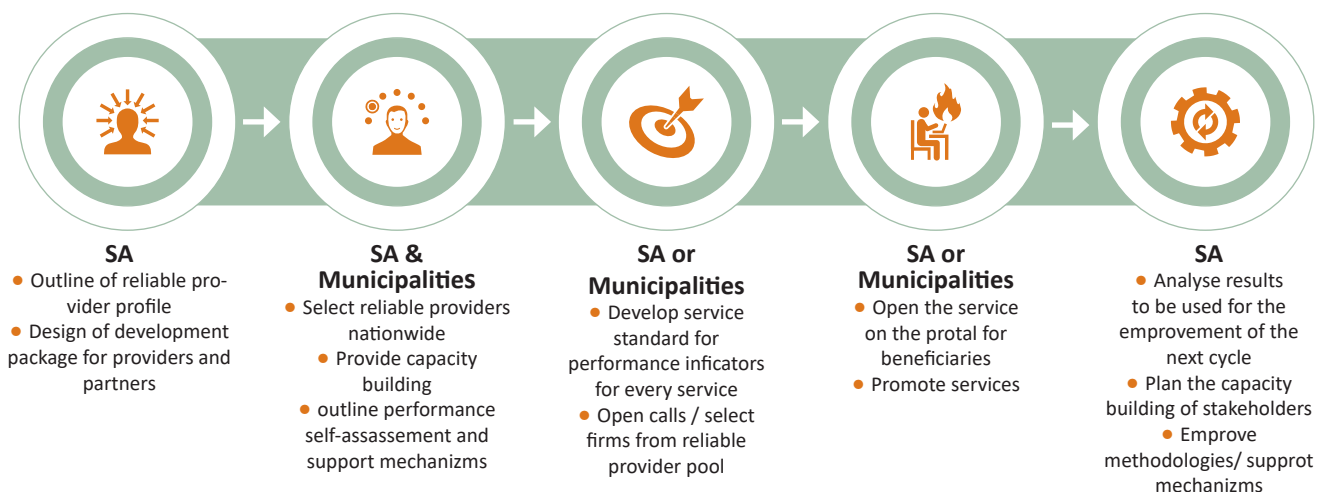 SA
● Outline of reliable pro-
vider profile
● Design of development
package for providers and
partners
SA &
Municipalities
● Select reliable providers
nationwide
● Provide capacity
building
● outline performance
self-assassement and
support mechanizms
SA or
Municipalities
● Develop service
standard for
performance inficators
for every service
● Open calls / select
firms from reliable
provider pool
SA or
Municipalities
● Open the service
on the protal for
beneficiaries
● Promote services
SA
● Analyse results
to be used for the
emprovement of the
next cycle
● Plan the capacity
building of stakeholders
● Emprove
methodologies/ supprot
mechanizms